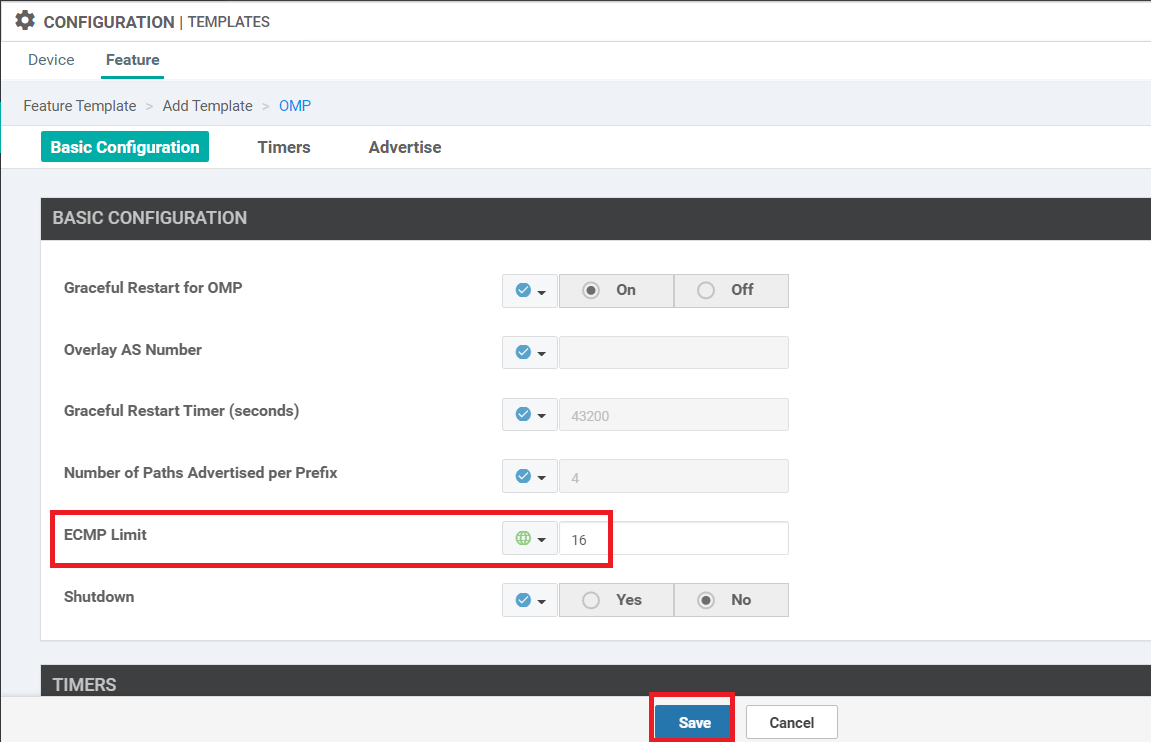 CONFIGURATION | TEMPLATES
Device Feature
Feature Template > Add Template > OMP
Basic Configuration Timers Advertise
BASIC CONFIGURATION
Graceful Restart for OMP On Off
Overlay AS Number
Graceful Restart Timer (seconds) 43200
Number of Paths Advertised per Prefix 4
ECMP Limit 16
Shutdown Yes No
TIMERS
Save Cancel